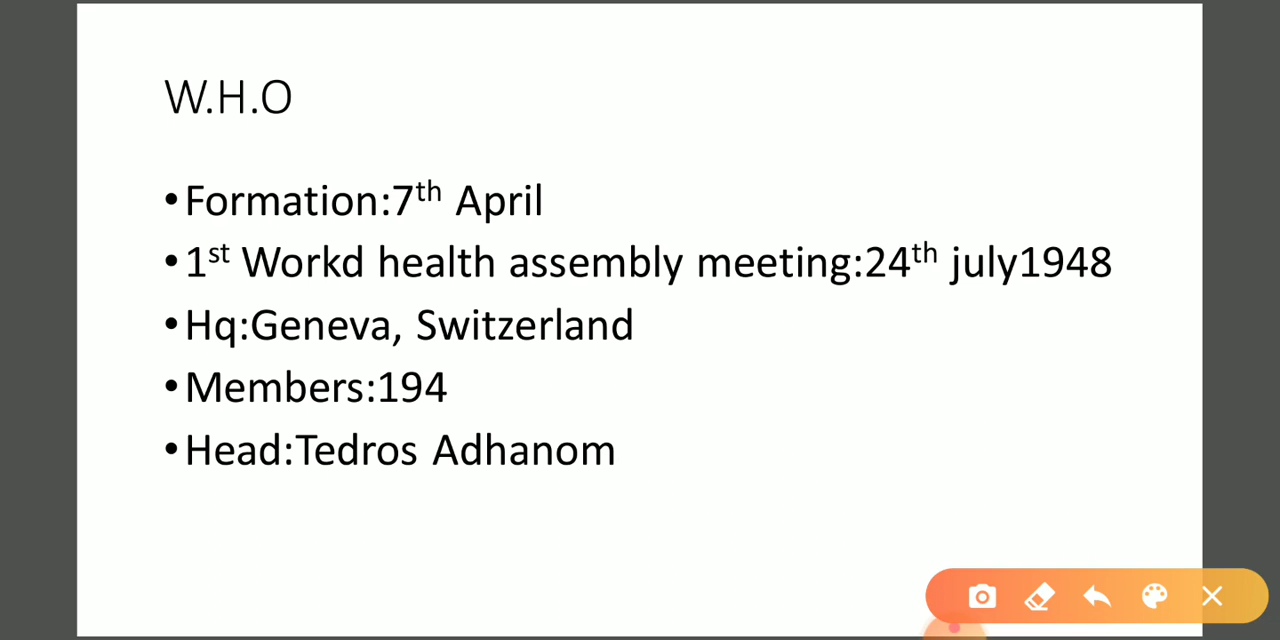 W.H.O
•Formation:7th April
•1st Workd health assembly meeting:24th july1948
•Hq:Geneva, Switzerland
•Members:194
•Head:Tedros Adhanom